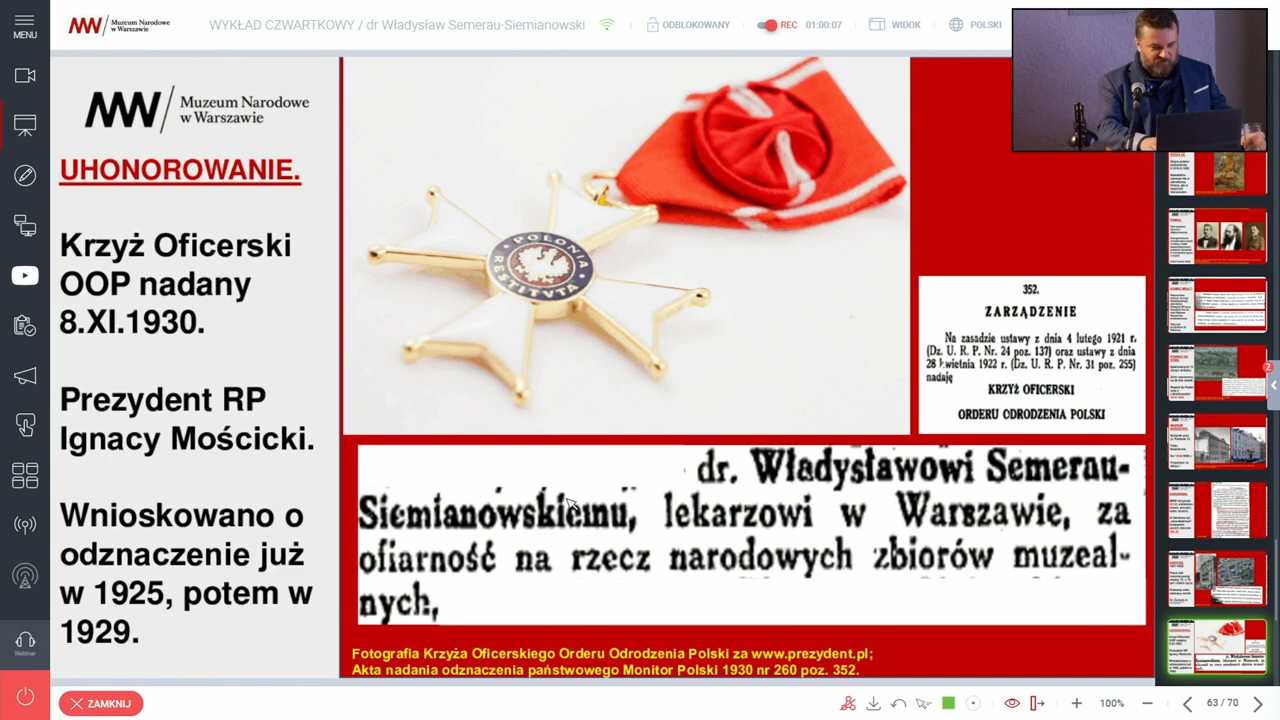 MENU
Muzeum Narodowe
w Warszawie
WYKŁAD CZWARTKOWY / dr Władysław Semerau-Siemianowski
ODBLOKOWANY
REC
01:00:07
WIDOK
POLSKI
Muzeum Narodowe
w Warszawie
UHONOROWANIE.
Krzyż Oficerski
OOP nadany
8.XI.1930.
Prezydent RP
Ignacy Mościcki.
Wnioskowano o
odznaczenie już
w 1925, potem w
1929.
POLONIA
RESTITUTA
352.
ZARZĄDZENIE
Na zasadzie ustawy z dnia 4 lutego 1921 r.
(Dz. U. R. P. Nr. 24 poz. 137) oraz ustawy z dnia
28 kwietnia 1922 r. (Dz. U. R. P. Nr. 31 poz. 255)
nadaję
KRZYŻ OFICERSKI
ORDERU ODRODZENIA POLSKI
dr. Władysławowi Semerau-
Siemianowskiemu, lekarzowi w Warszawie, za
ofiarność na rzecz narodowych zbiorów muzeal-
nych,
Fotografia Krzyża Oficerskiego Orderu Odrodzenia Polski za www.prezydent.pl;
Akta nadania odznaczenia państwowego Monitor Polski 1930 nr 260 poz. 352.
2
Webinar
ZAMKNIJ
100%
63 / 70